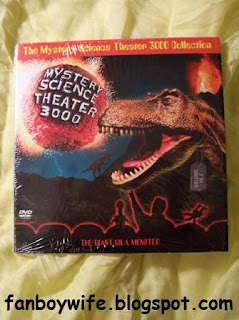 The Mystery Science Theater 3000 Collection
MYSTERY
SCIENCE
THEATER
3000
DVD
THE GIANT GILA MONSTER
fanboywife.blogspot.com